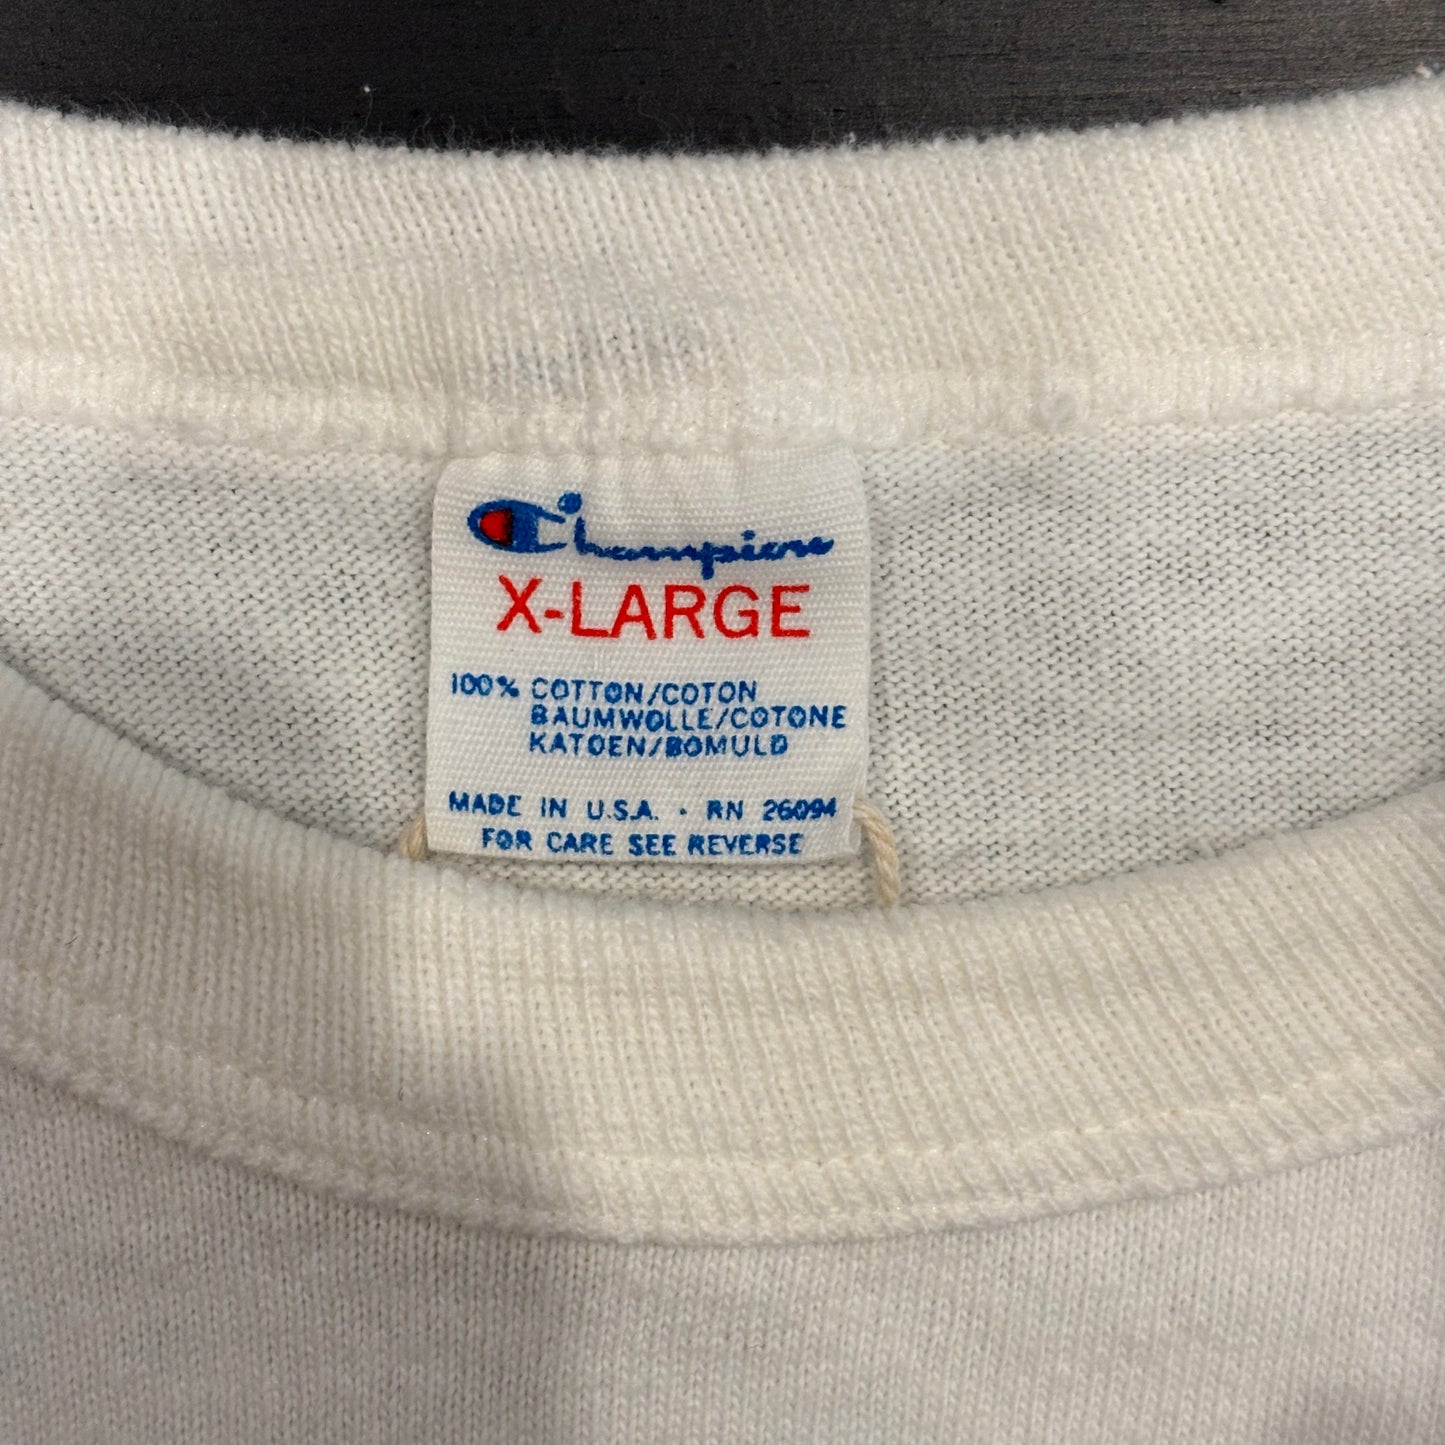 Champion
X-LARGE
100% COTTON/COTON
BAUMWOLLE/COTONE
KATOEN/BOMULD
MADE IN U.S.A. · RN 26094
FOR CARE SEE REVERSE